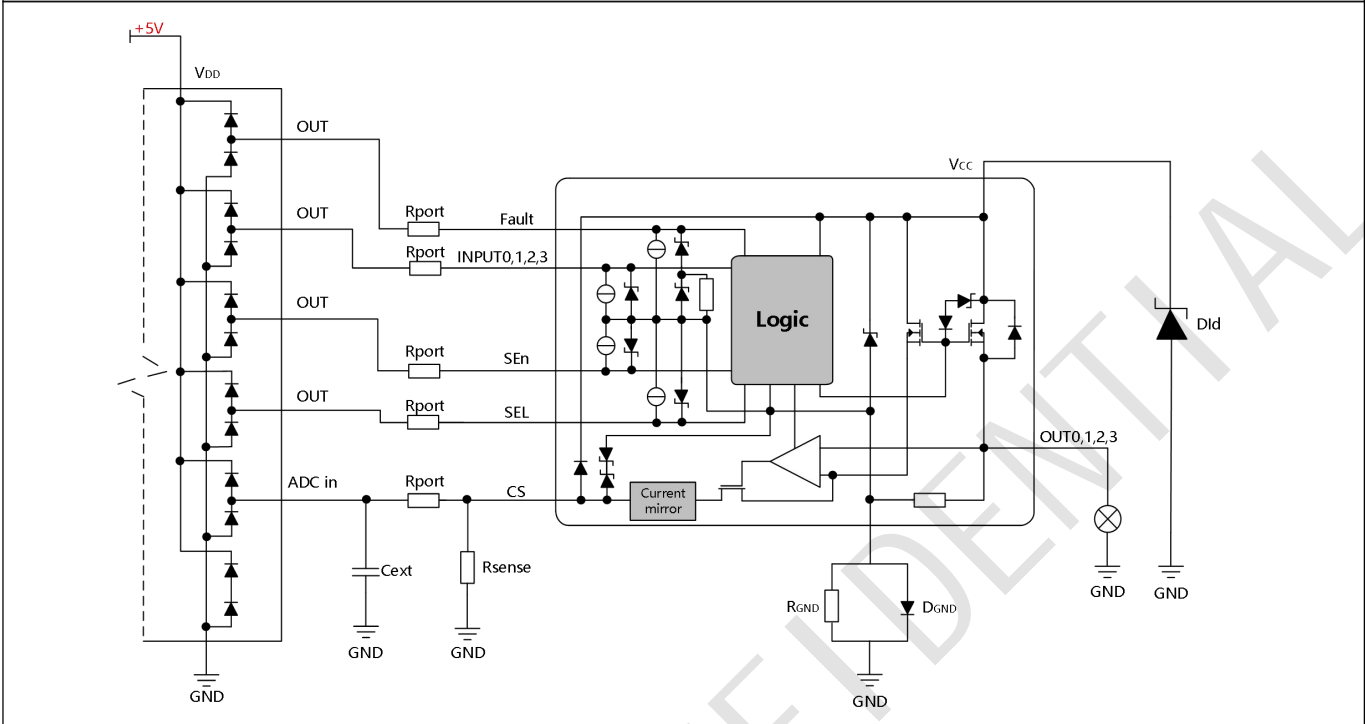 +5V
VDD
OUT
VCC
OUT
Rport
Fault
Rport
INPUT0,1,2,3
OUT
Logic
Dld
Rport
SEn
OUT
Rport
SEL
OUT0,1,2,3
ADC in
Rport
CS
Current
mirror
Cext
Rsense
GND
GND
RGND
DGND
GND
GND
GND
GND
FIDENTIAL